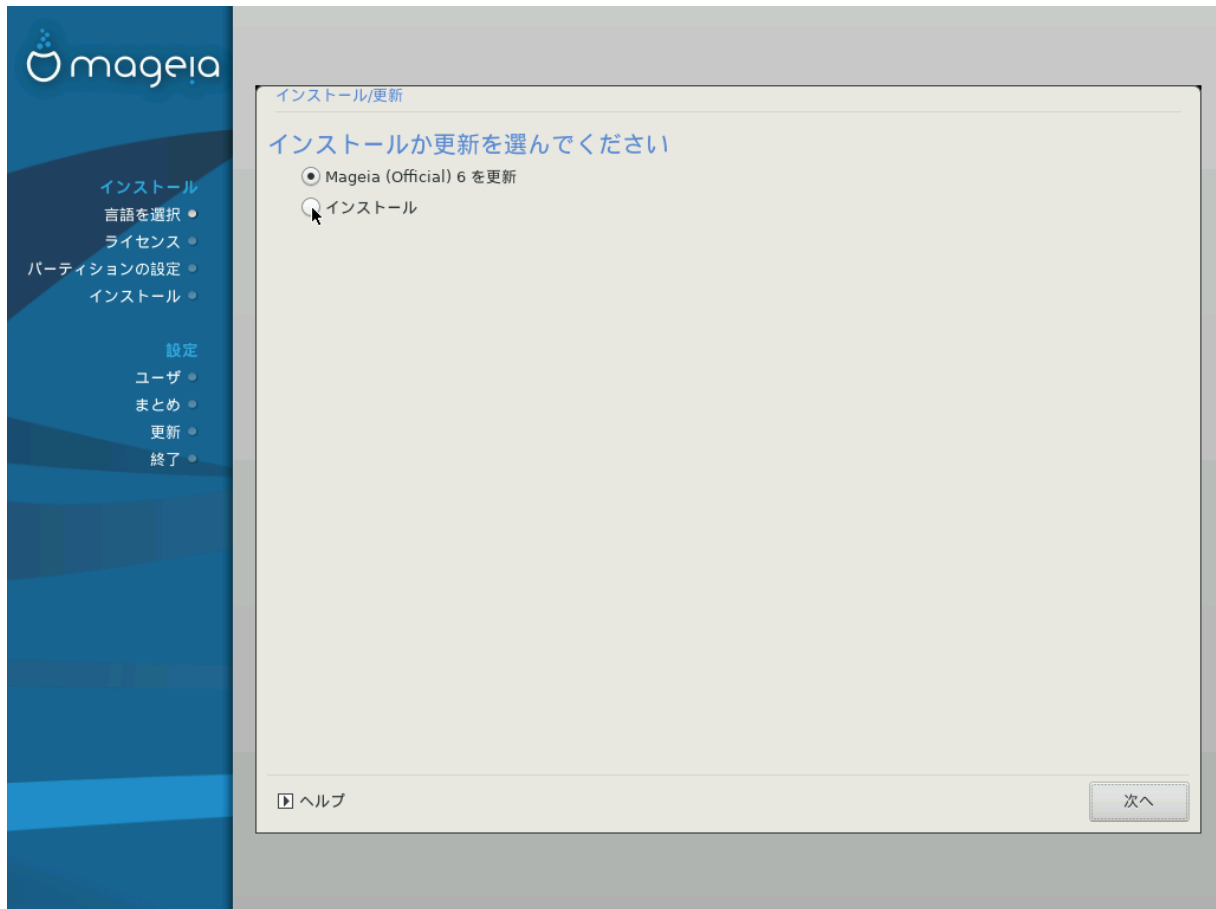 mageia
インストール
言語を選択
ライセンス
パーティションの設定
インストール
設定
ユーザ
まとめ
更新
終了
インストール/更新
インストールか更新を選んでください
Mageia (Official) 6 を更新
インストール
ヘルプ
次へ